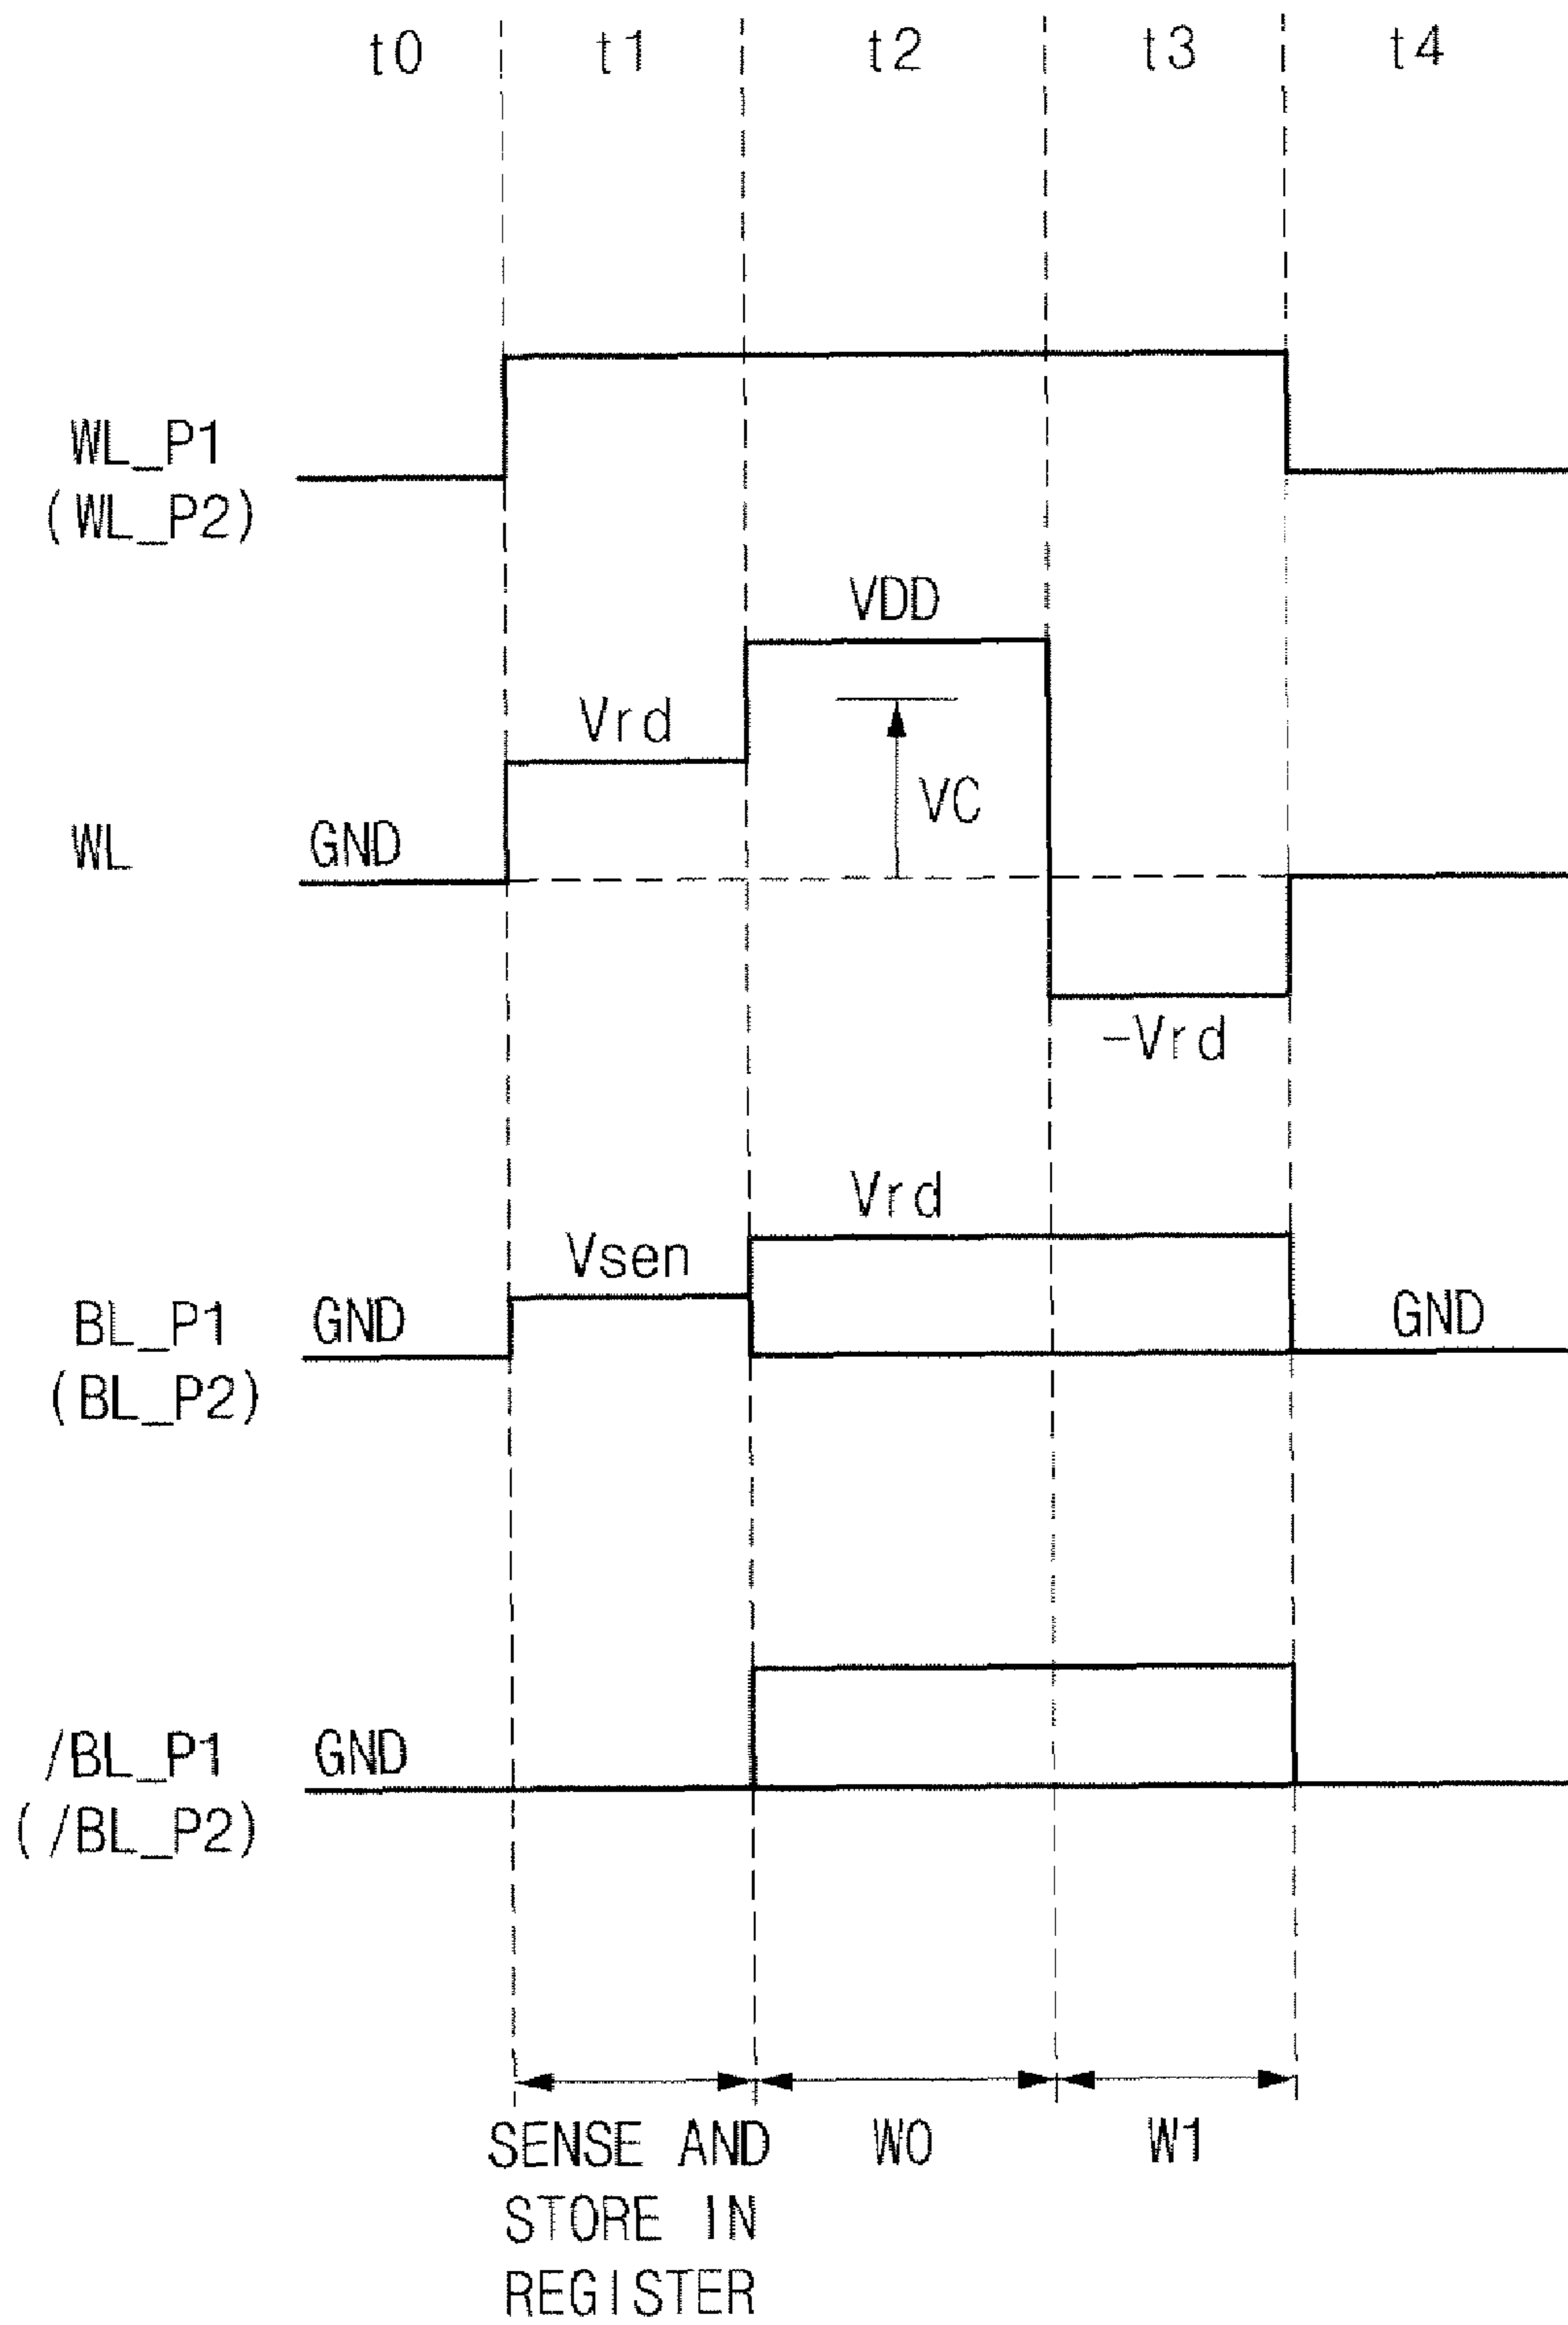 t0 t1 t2 t3 t4
WL_P1
(WL_P2)
VDD
Vrd
VC
WL GND
-Vrd
Vrd
Vsen
BL_P1 GND GND
(BL_P2)
/BL_P1 GND
(/BL_P2)
SENSE AND W0 W1
STORE IN
REGISTER